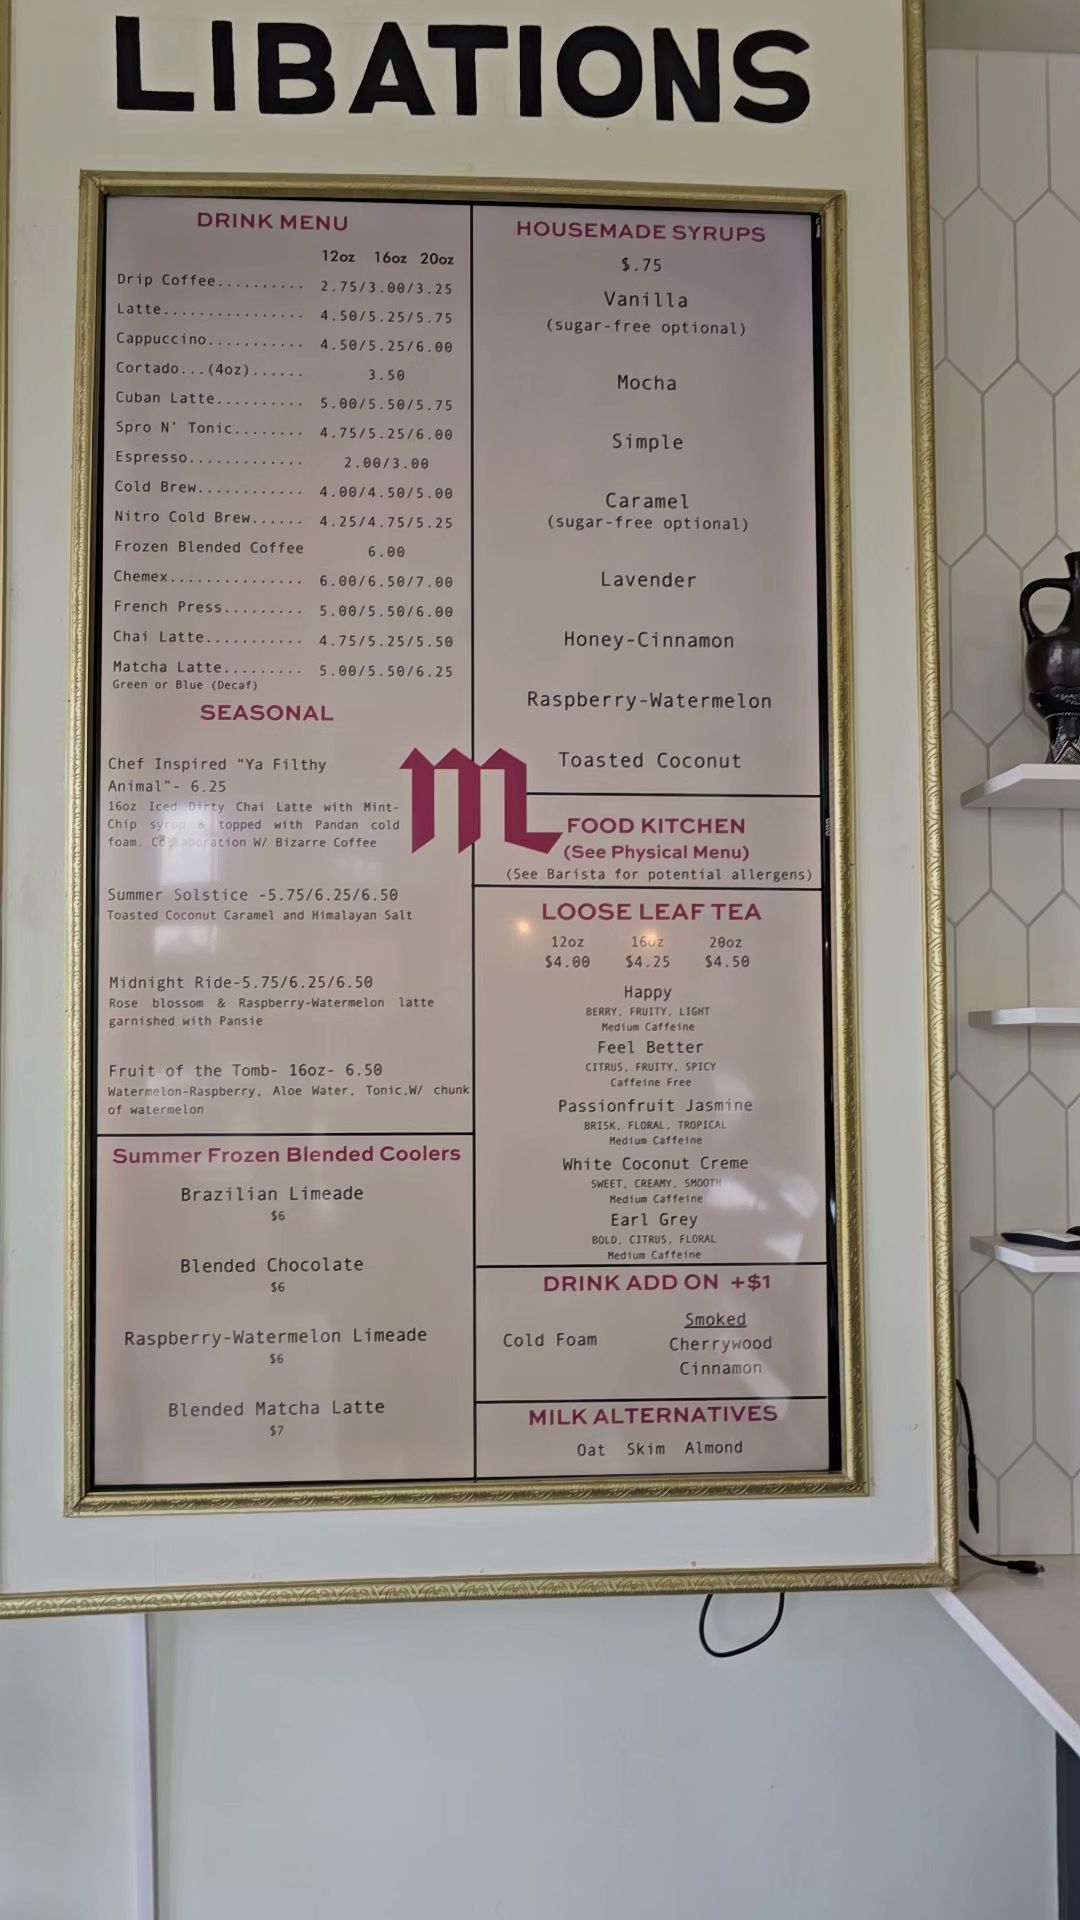 LIBATIONS
DRINK MENU
12oz 16oz 20oz
Drip Coffee.......... 2.75/3.00/3.25
Latte................ 4.50/5.25/5.75
Cappuccino........... 4.50/5.25/6.00
Cortado...(4oz)...... 3.50
Cuban Latte.......... 5.00/5.50/5.75
Spro N' Tonic........ 4.75/5.25/6.00
Espresso............. 2.00/3.00
Cold Brew............ 4.00/4.50/5.00
Nitro Cold Brew...... 4.25/4.75/5.25
Frozen Blended Coffee 6.00
Chemex............... 6.00/6.50/7.00
French Press......... 5.00/5.50/6.00
Chai Latte........... 4.75/5.25/5.50
Matcha Latte......... 5.00/5.50/6.25
Green or Blue (Decaf)
SEASONAL
Chef Inspired "Ya Filthy
Animal"- 6.25
16oz Iced Dirty Chai Latte with Mint-
Chip syrup & topped with Pandan cold
foam. Collaboration W/ Bizarre Coffee
Summer Solstice -5.75/6.25/6.50
Toasted Coconut Caramel and Himalayan Salt
Midnight Ride-5.75/6.25/6.50
Rose blossom & Raspberry-Watermelon latte
garnished with Pansie
Fruit of the Tomb- 16oz- 6.50
Watermelon-Raspberry, Aloe Water, Tonic,W/ chunk
of watermelon
Summer Frozen Blended Coolers
Brazilian Limeade
$6
Blended Chocolate
$6
Raspberry-Watermelon Limeade
$6
Blended Matcha Latte
$7
m
HOUSEMADE SYRUPS
$.75
Vanilla
(sugar-free optional)
Mocha
Simple
Caramel
(sugar-free optional)
Lavender
Honey-Cinnamon
Raspberry-Watermelon
Toasted Coconut
FOOD KITCHEN
(See Physical Menu)
(See Barista for potential allergens)
LOOSE LEAF TEA
12oz 16oz 20oz
$4.00 $4.25 $4.50
Happy
BERRY, FRUITY, LIGHT
Medium Caffeine
Feel Better
CITRUS, FRUITY, SPICY
Caffeine Free
Passionfruit Jasmine
BRISK, FLORAL, TROPICAL
Medium Caffeine
White Coconut Creme
SWEET, CREAMY, SMOOTH
Medium Caffeine
Earl Grey
BOLD, CITRUS, FLORAL
Medium Caffeine
DRINK ADD ON +$1
Cold Foam
Smoked
Cherrywood
Cinnamon
MILK ALTERNATIVES
Oat Skim Almond